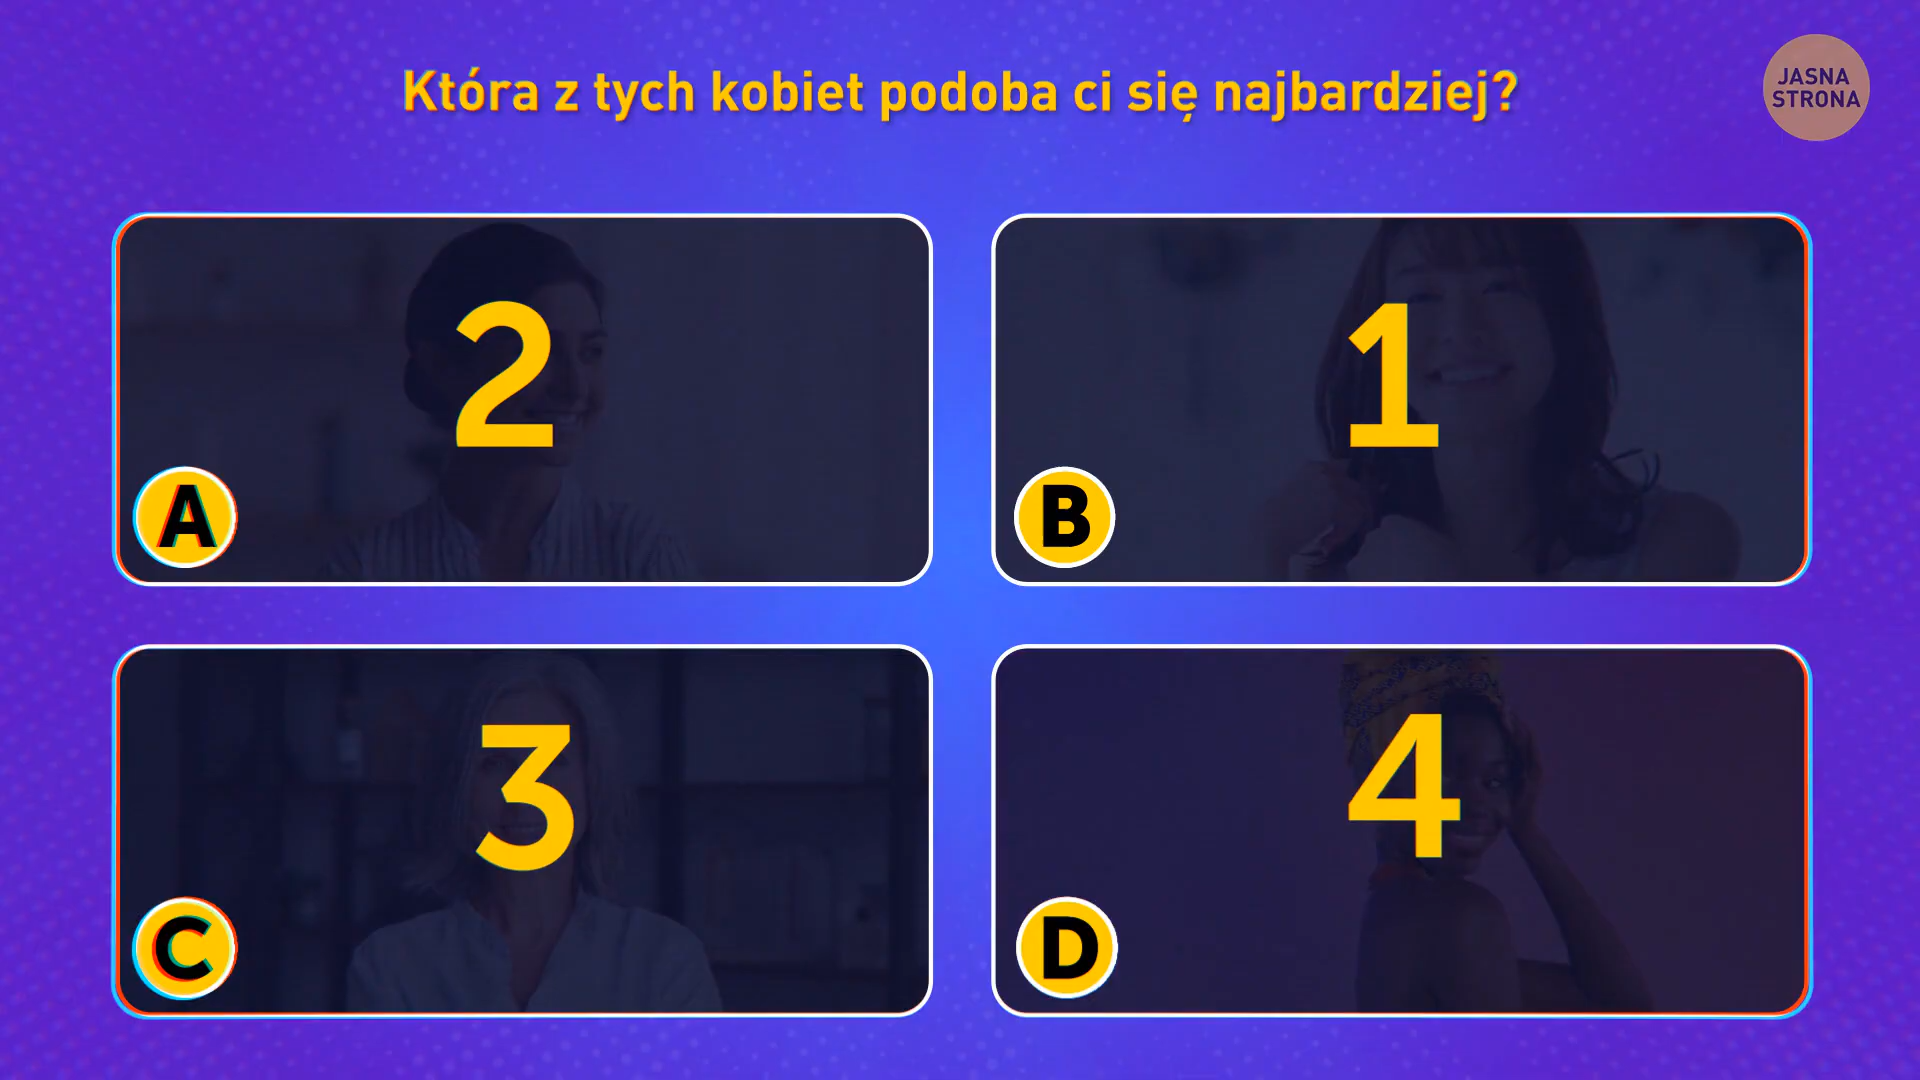 Która z tych kobiet podoba ci się najbardziej?
JASNA
STRONA
2
A
1
B
3
C
4
D